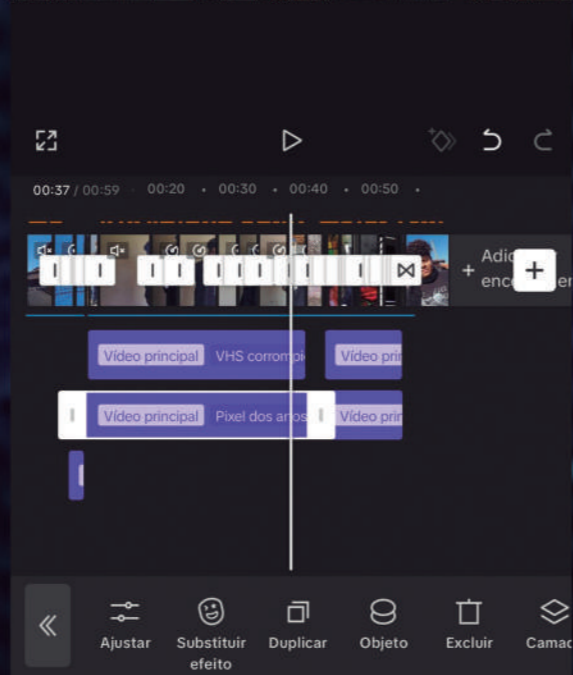 00:37 / 00:59 00:20 00:30 00:40 00:50
+ Adic
enc
Vídeo principal VHS corrompi
Vídeo prin
Vídeo principal Pixel dos anos
Vídeo prin
Ajustar
Substituir
efeito
Duplicar
Objeto
Excluir
Camad